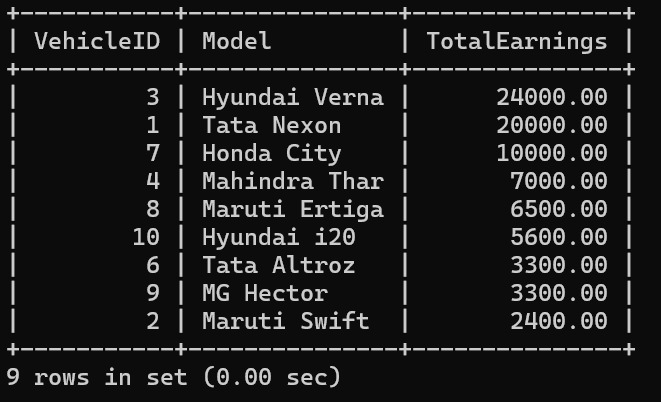 +-----------+---------------+---------------+
| VehicleID | Model         | TotalEarnings |
+-----------+---------------+---------------+
|         3 | Hyundai Verna |      24000.00 |
|         1 | Tata Nexon    |      20000.00 |
|         7 | Honda City    |      10000.00 |
|         4 | Mahindra Thar |       7000.00 |
|         8 | Maruti Ertiga |       6500.00 |
|        10 | Hyundai i20   |       5600.00 |
|         6 | Tata Altroz   |       3300.00 |
|         9 | MG Hector     |       3300.00 |
|         2 | Maruti Swift  |       2400.00 |
+-----------+---------------+---------------+
9 rows in set (0.00 sec)